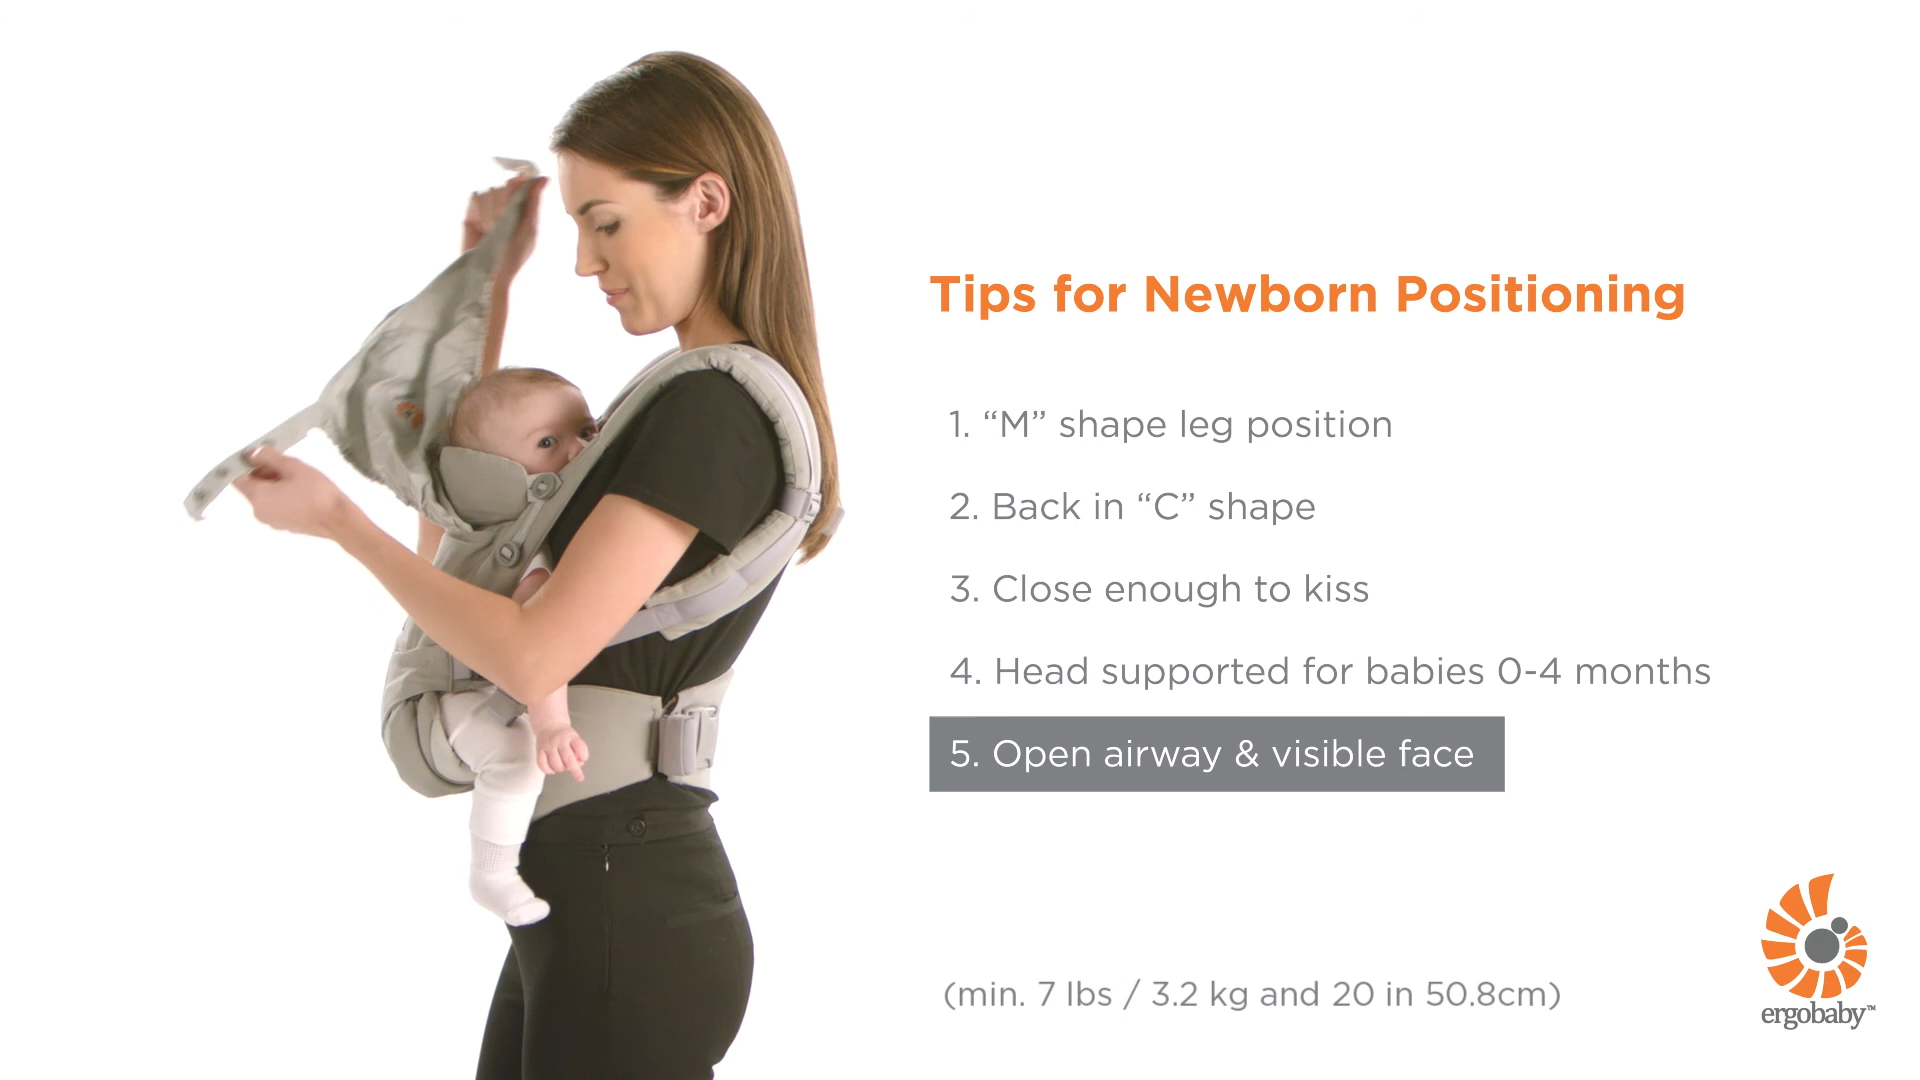 Tips for Newborn Positioning
1. “M” shape leg position
2. Back in “C” shape
3. Close enough to kiss
4. Head supported for babies 0-4 months
5. Open airway & visible face
(min. 7 lbs / 3.2 kg and 20 in 50.8cm)
ergobaby™